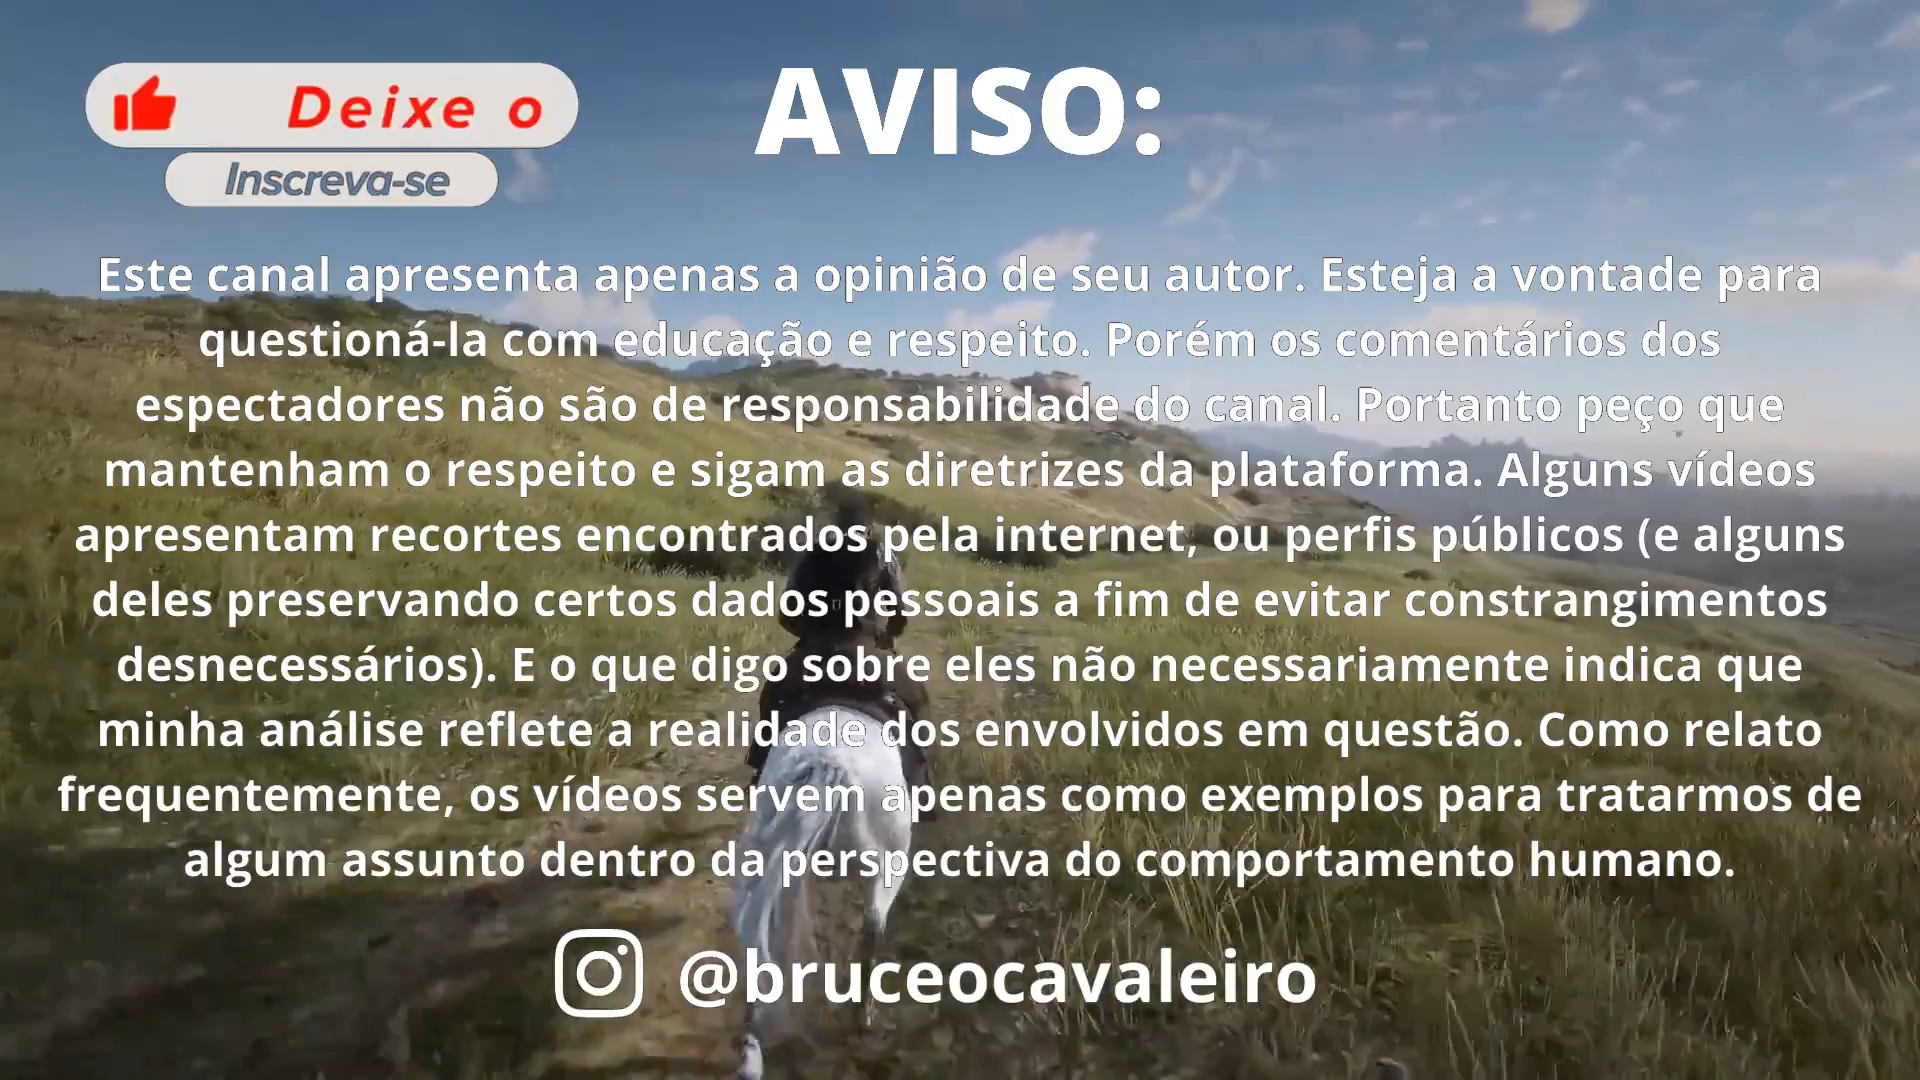 Deixe o
Inscreva-se
AVISO:
Este canal apresenta apenas a opinião de seu autor. Esteja a vontade para
questioná-la com educação e respeito. Porém os comentários dos
espectadores não são de responsabilidade do canal. Portanto peço que
mantenham o respeito e sigam as diretrizes da plataforma. Alguns vídeos
apresentam recortes encontrados pela internet, ou perfis públicos (e alguns
deles preservando certos dados pessoais a fim de evitar constrangimentos
desnecessários). E o que digo sobre eles não necessariamente indica que
minha análise reflete a realidade dos envolvidos em questão. Como relato
frequentemente, os vídeos servem apenas como exemplos para tratarmos de
algum assunto dentro da perspectiva do comportamento humano.
@bruceocavaleiro